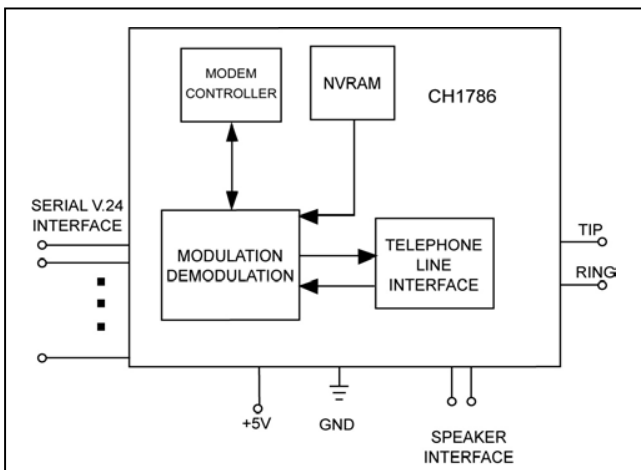 MODEM
CONTROLLER
NVRAM
CH1786
SERIAL V.24
INTERFACE
MODULATION
DEMODULATION
TELEPHONE
LINE
INTERFACE
TIP
RING
+5V
GND
SPEAKER
INTERFACE